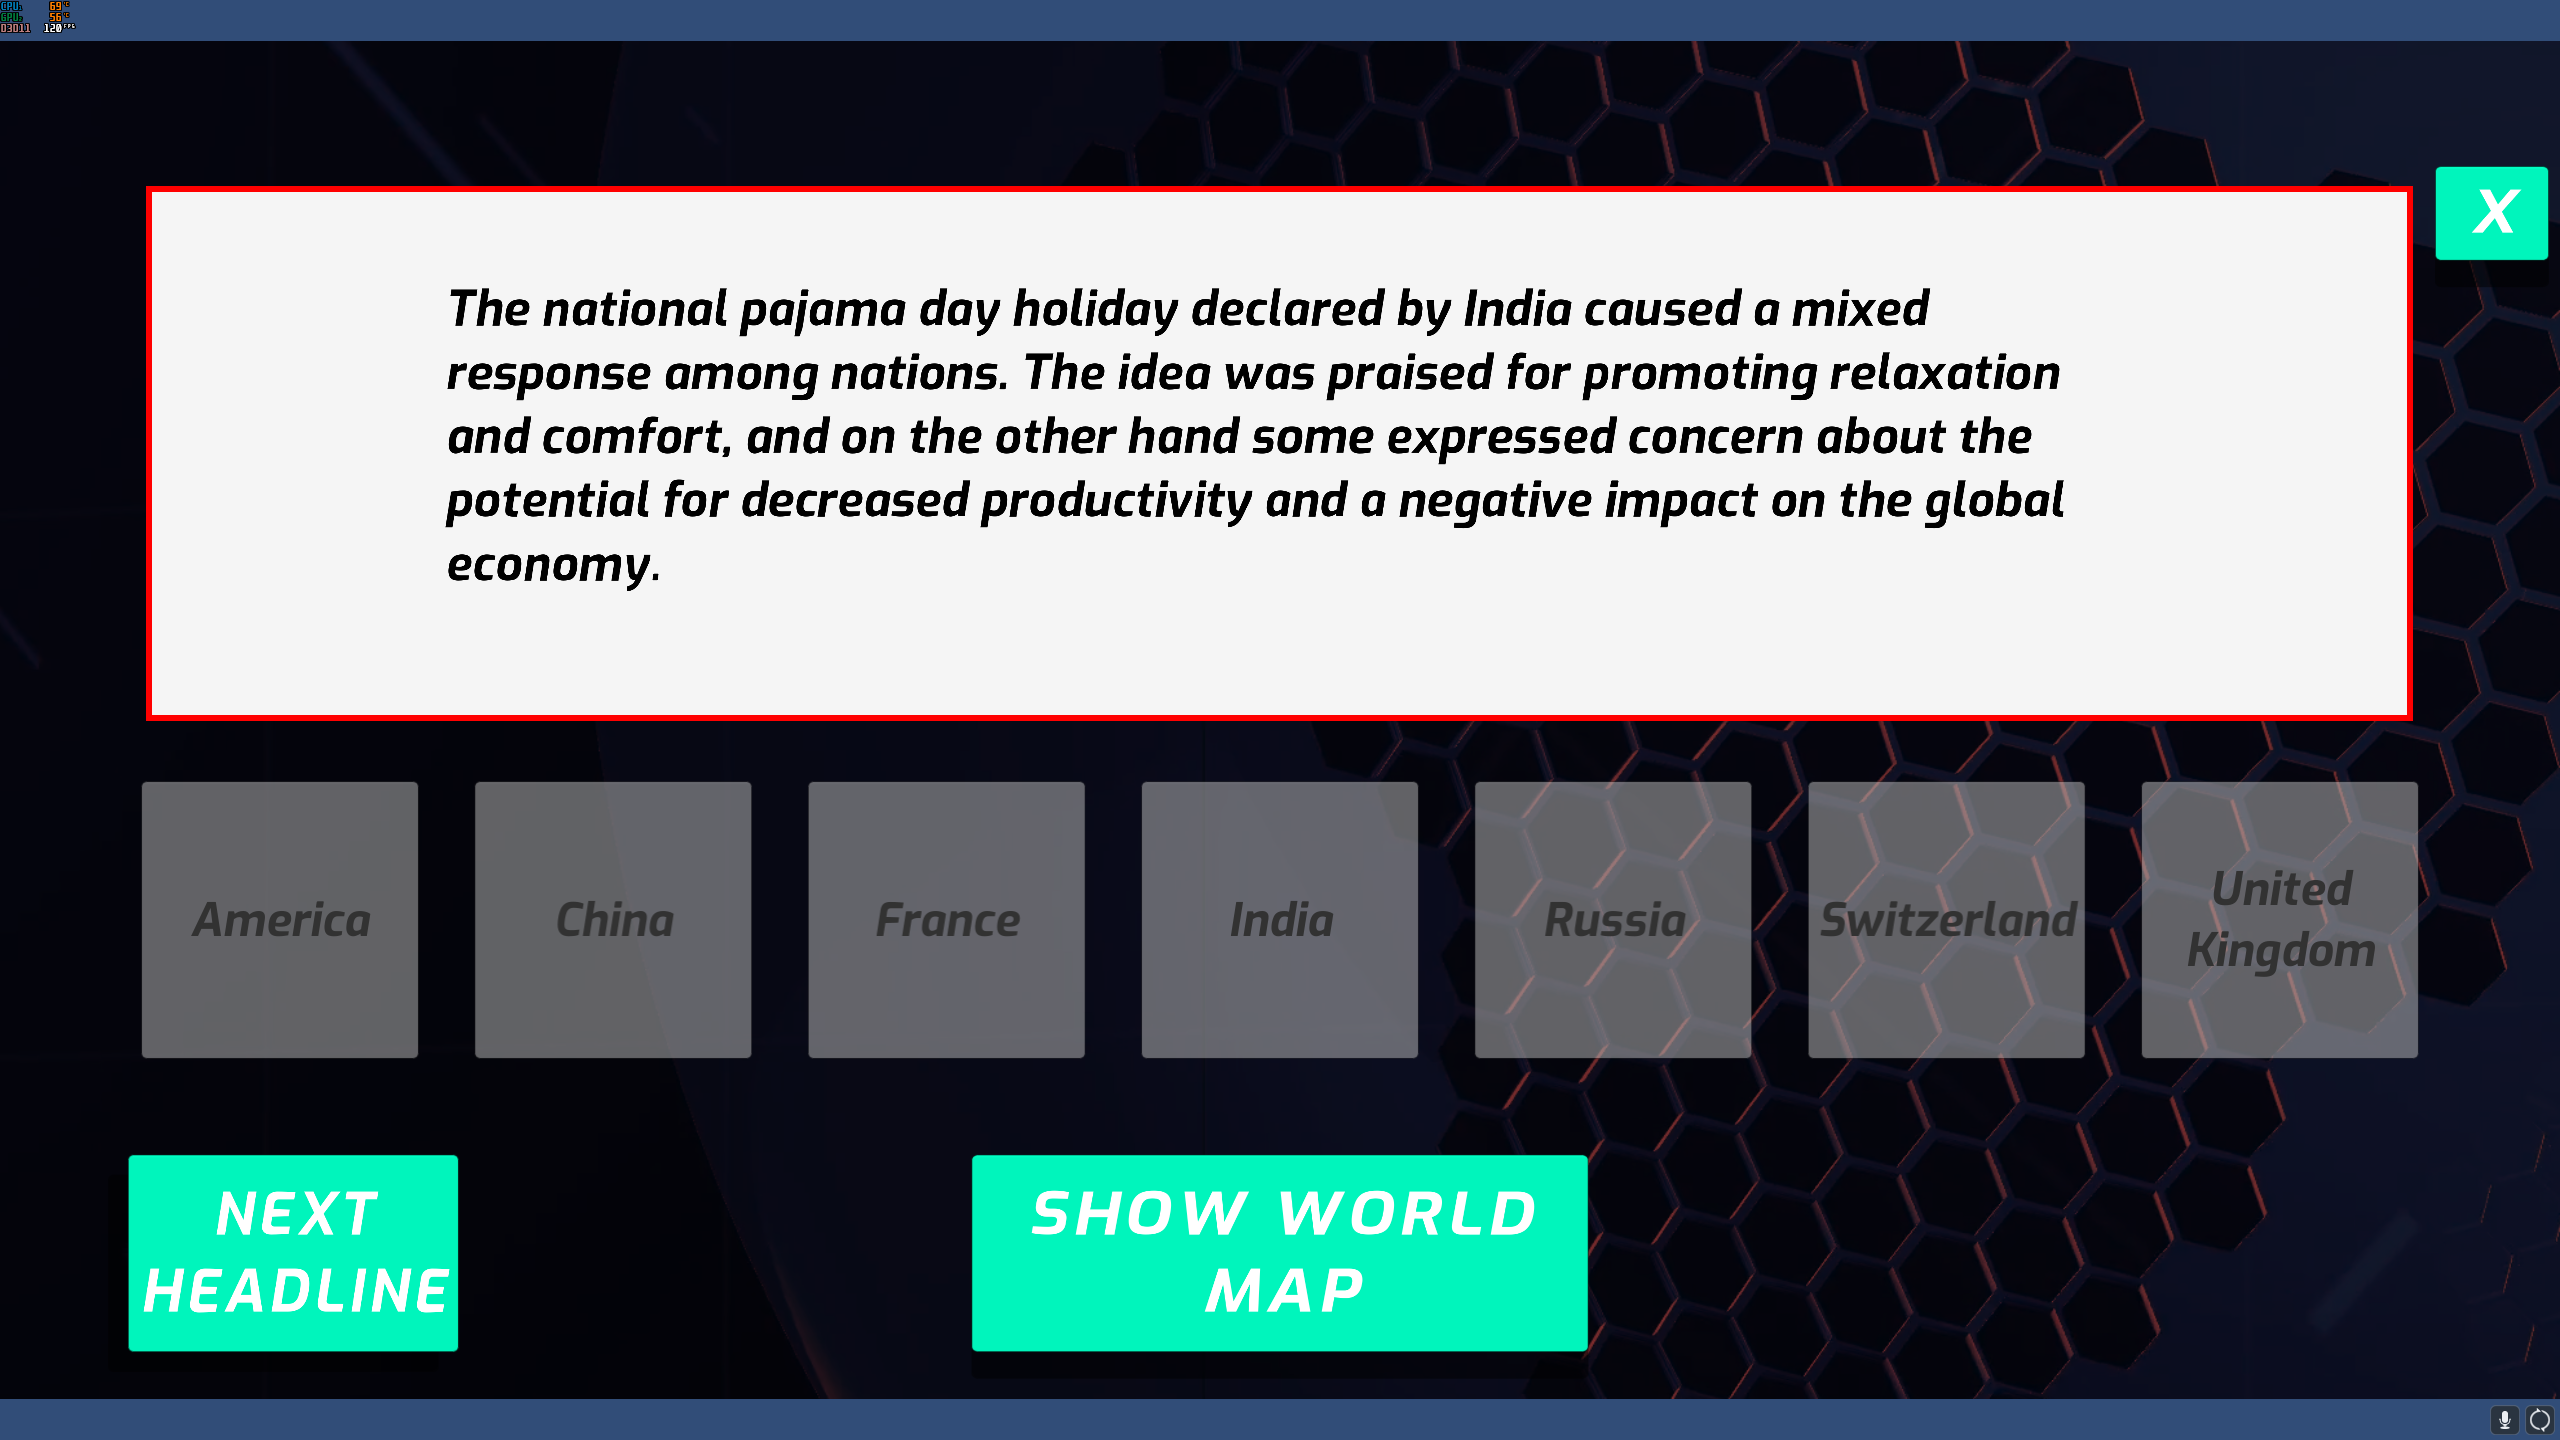 CPU: 69°C
GPU: 56°C
D3D11 120 FPS
X
The national pajama day holiday declared by India caused a mixed
response among nations. The idea was praised for promoting relaxation
and comfort, and on the other hand some expressed concern about the
potential for decreased productivity and a negative impact on the global
economy.
America
China
France
India
Russia
Switzerland
United
Kingdom
NEXT
HEADLINE
SHOW WORLD
MAP